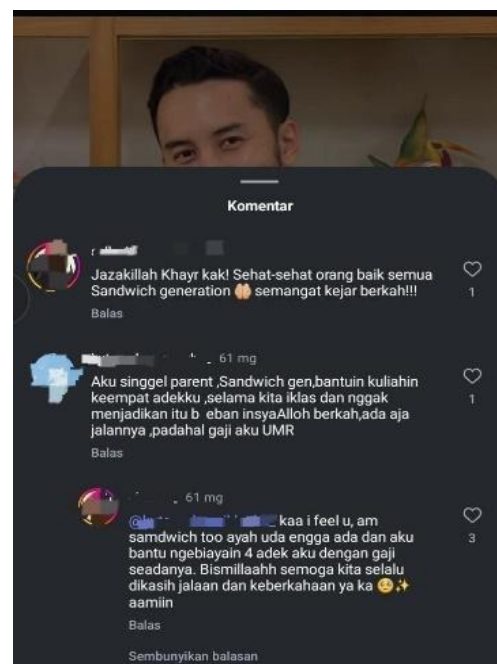 Komentar
Jazakillah Khayr kak! Sehat-sehat orang baik semua
Sandwich generation 🤲 semangat kejar berkah!!!
1
Balas
61 mg
Aku singgel parent ,Sandwich gen,bantuin kuliahin
keempat adekku ,selama kita iklas dan nggak
menjadikan itu b eban insyaAlloh berkah,ada aja
jalannya ,padahal gaji aku UMR
1
Balas
61 mg
kaa i feel u, am
samdwich too ayah uda engga ada dan aku
bantu ngebiayain 4 adek aku dengan gaji
seadanya. Bismillaahh semoga kita selalu
dikasih jalaan dan keberkahaan ya ka 🥹✨
aamiin
3
Balas
Sembunyikan balasan